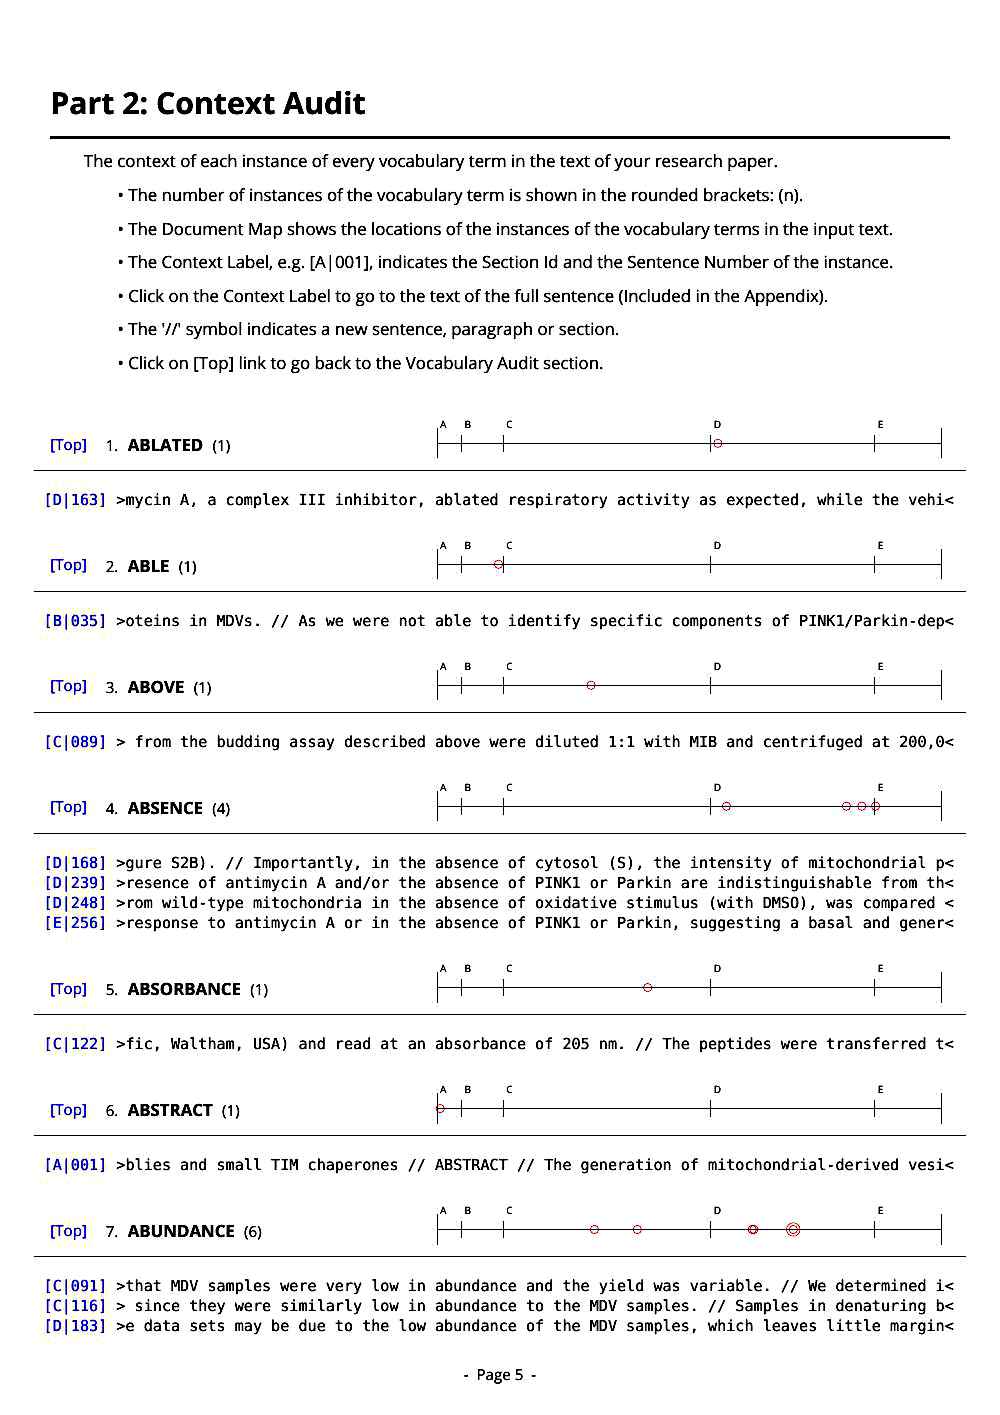 Part 2: Context Audit
The context of each instance of every vocabulary term in the text of your research paper.
• The number of instances of the vocabulary term is shown in the rounded brackets: (n).
• The Document Map shows the locations of the instances of the vocabulary terms in the input text.
• The Context Label, e.g. [A|001], indicates the Section Id and the Sentence Number of the instance.
• Click on the Context Label to go to the text of the full sentence (Included in the Appendix).
• The '//' symbol indicates a new sentence, paragraph or section.
• Click on [Top] link to go back to the Vocabulary Audit section.
A B C D E
[Top] 1. ABLATED (1)
[D|163] >mycin A, a complex III inhibitor, ablated respiratory activity as expected, while the vehi<
A B C D E
[Top] 2. ABLE (1)
[B|035] >oteins in MDVs. // As we were not able to identify specific components of PINK1/Parkin-dep<
A B C D E
[Top] 3. ABOVE (1)
[C|089] > from the budding assay described above were diluted 1:1 with MIB and centrifuged at 200,0<
A B C D E
[Top] 4. ABSENCE (4)
[D|168] >gure S2B). // Importantly, in the absence of cytosol (S), the intensity of mitochondrial p<
[D|239] >resence of antimycin A and/or the absence of PINK1 or Parkin are indistinguishable from th<
[D|248] >rom wild-type mitochondria in the absence of oxidative stimulus (with DMSO), was compared <
[E|256] >response to antimycin A or in the absence of PINK1 or Parkin, suggesting a basal and gener<
A B C D E
[Top] 5. ABSORBANCE (1)
[C|122] >fic, Waltham, USA) and read at an absorbance of 205 nm. // The peptides were transferred t<
A B C D E
[Top] 6. ABSTRACT (1)
[A|001] >blies and small TIM chaperones // ABSTRACT // The generation of mitochondrial-derived vesi<
A B C D E
[Top] 7. ABUNDANCE (6)
[C|091] >that MDV samples were very low in abundance and the yield was variable. // We determined i<
[C|116] > since they were similarly low in abundance to the MDV samples. // Samples in denaturing b<
[D|183] >e data sets may be due to the low abundance of the MDV samples, which leaves little margin<
- Page 5 -